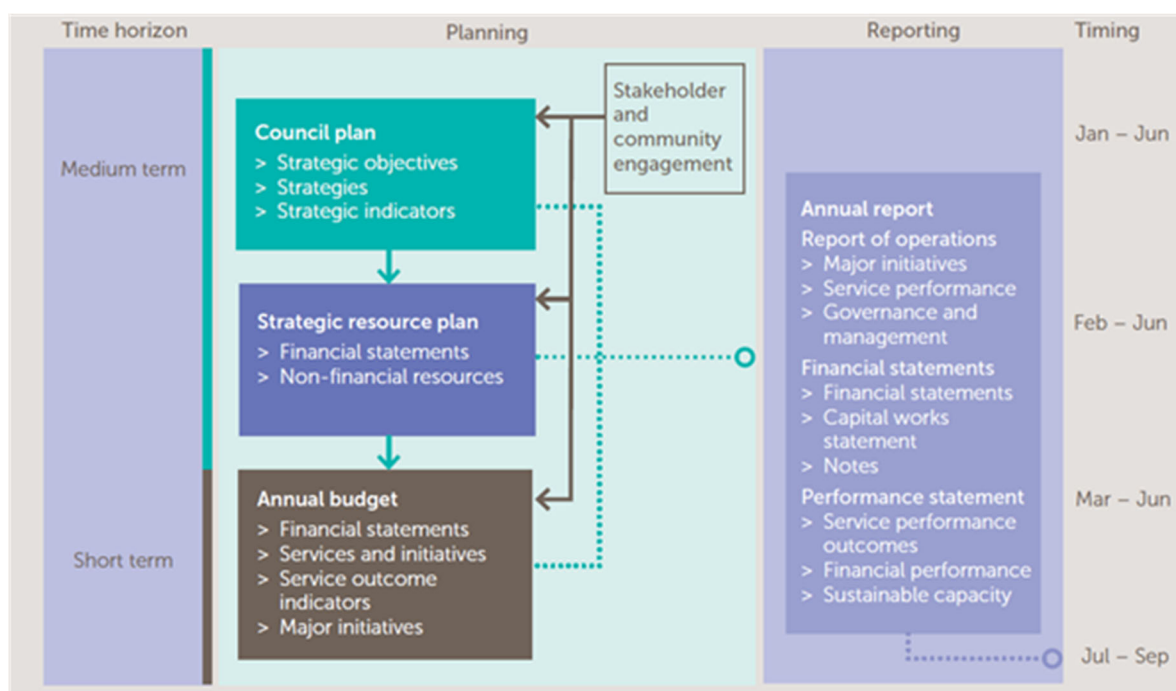 Time horizon
Planning
Reporting
Timing
Medium term
Short term
Stakeholder
and
community
engagement
Council plan
> Strategic objectives
> Strategies
> Strategic indicators
Strategic resource plan
> Financial statements
> Non-financial resources
Annual budget
> Financial statements
> Services and initiatives
> Service outcome
indicators
> Major initiatives
Annual report
Report of operations
> Major initiatives
> Service performance
> Governance and
management
Financial statements
> Financial statements
> Capital works
statement
> Notes
Performance statement
> Service performance
outcomes
> Financial performance
> Sustainable capacity
Jan – Jun
Feb – Jun
Mar – Jun
Jul – Sep